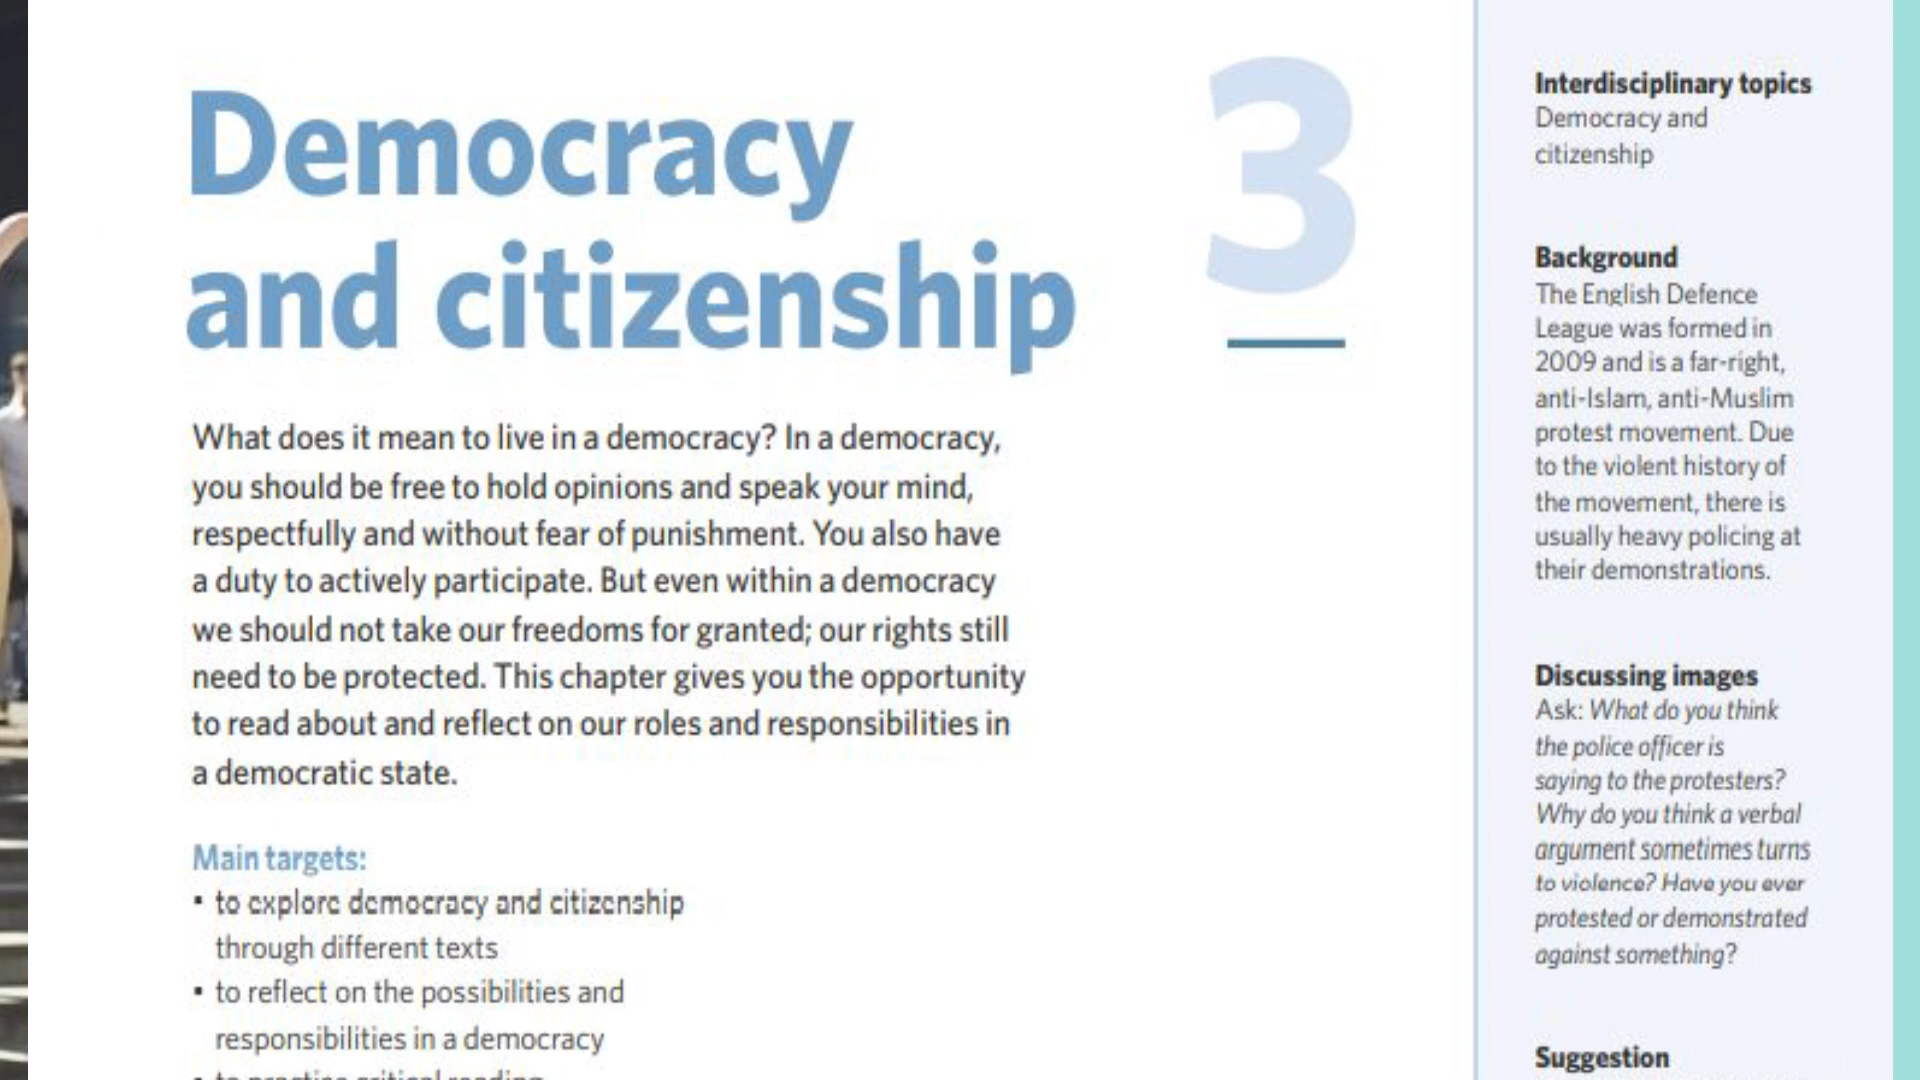 Democracy
and citizenship
3
What does it mean to live in a democracy? In a democracy,
you should be free to hold opinions and speak your mind,
respectfully and without fear of punishment. You also have
a duty to actively participate. But even within a democracy
we should not take our freedoms for granted; our rights still
need to be protected. This chapter gives you the opportunity
to read about and reflect on our roles and responsibilities in
a democratic state.
Main targets:
▪ to explore democracy and citizenship
through different texts
▪ to reflect on the possibilities and
responsibilities in a democracy
▪ to practise critical reading
Interdisciplinary topics
Democracy and
citizenship
Background
The English Defence
League was formed in
2009 and is a far-right,
anti-Islam, anti-Muslim
protest movement. Due
to the violent history of
the movement, there is
usually heavy policing at
their demonstrations.
Discussing images
Ask: What do you think
the police officer is
saying to the protesters?
Why do you think a verbal
argument sometimes turns
to violence? Have you ever
protested or demonstrated
against something?
Suggestion